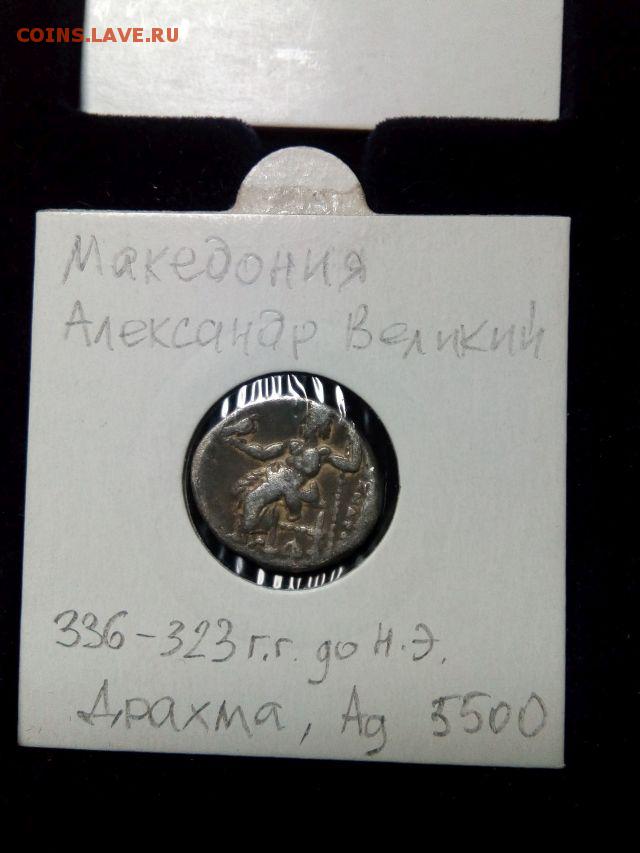 COINS.LAVE.RU
Македония
Александр Великий
336-323 г.г. до н.э.
Драхма, Ag 5500